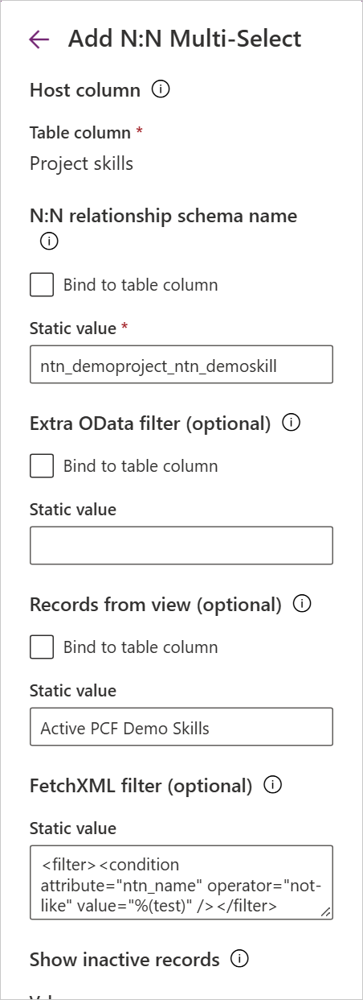 Add N:N Multi-Select
Host column
Table column *
Project skills
N:N relationship schema name
Bind to table column
Static value *
ntn_demoproject_ntn_demoskill
Extra OData filter (optional)
Bind to table column
Static value
Records from view (optional)
Bind to table column
Static value
Active PCF Demo Skills
FetchXML filter (optional)
Static value
<filter><condition
attribute="ntn_name" operator="not-
like" value="%(test)" /></filter>
Show inactive records